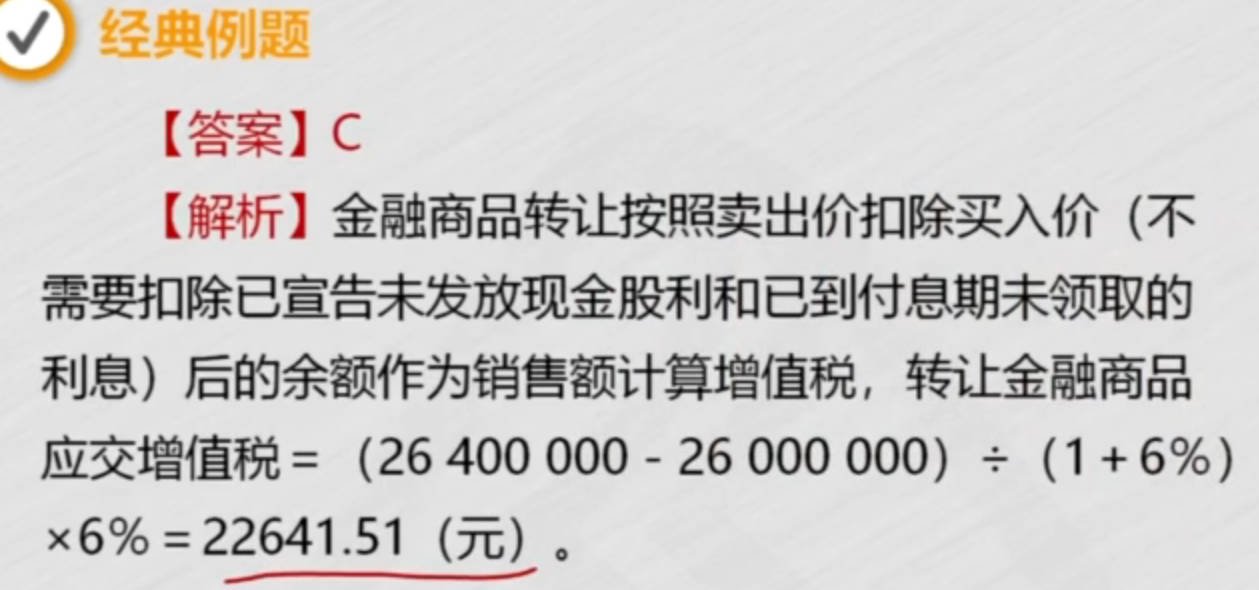 经典例题
【答案】C
【解析】金融商品转让按照卖出价扣除买入价（不
需要扣除已宣告未发放现金股利和已到付息期未领取的
利息）后的余额作为销售额计算增值税，转让金融商品
应交增值税=（26 400 000 - 26 000 000）÷（1+6%）
×6% = 22641.51（元）。